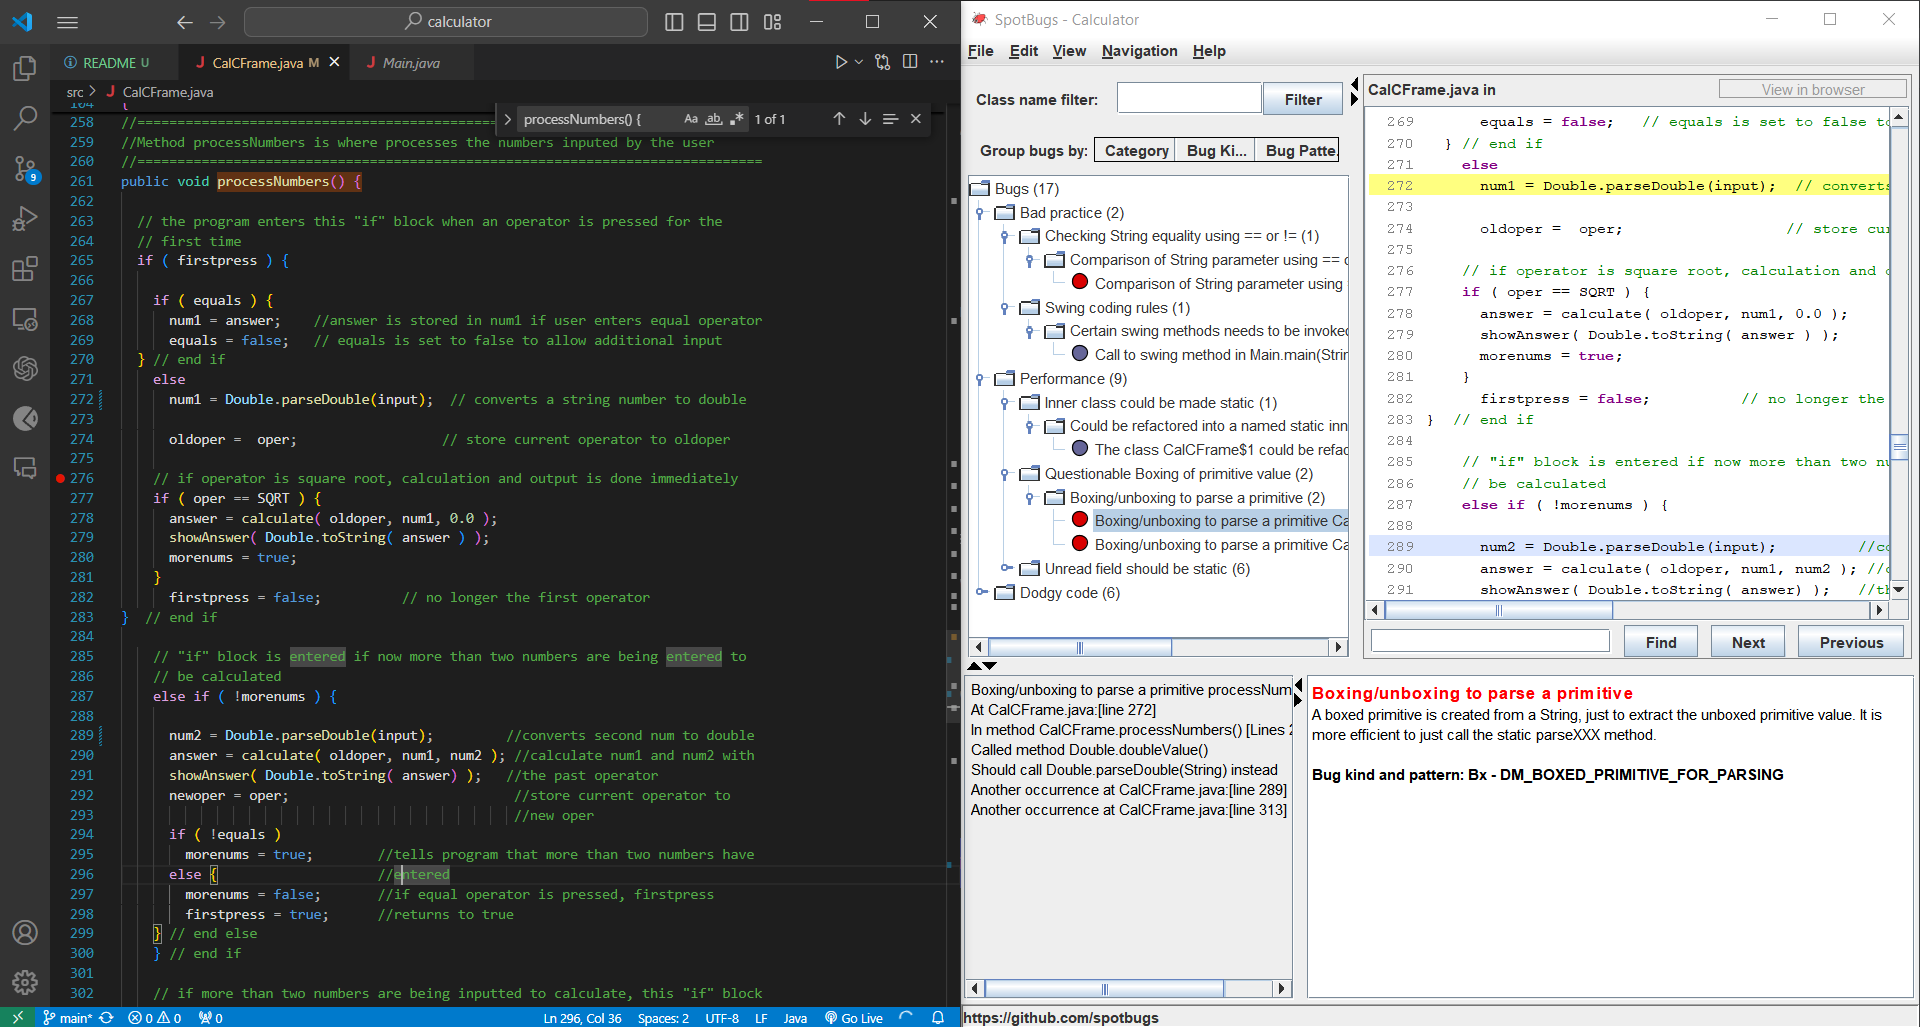 calculator
README U
CalCFrame.java M
Main.java
src > CalCFrame.java
processNumbers() {
Aa
ab
1 of 1
258 //=====
259 //Method processNumbers is where processes the numbers inputed by the user
260 //==============================================================================
261 public void processNumbers() {
262
263 // the program enters this "if" block when an operator is pressed for the
264 // first time
265 if ( firstpress ) {
266
267 if ( equals ) {
268 num1 = answer; //answer is stored in num1 if user enters equal operator
269 equals = false; // equals is set to false to allow additional input
270 } // end if
271 else
272 num1 = Double.parseDouble(input); // converts a string number to double
273
274 oldoper = oper; // store current operator to oldoper
275
276 // if operator is square root, calculation and output is done immediately
277 if ( oper == SQRT ) {
278 answer = calculate( oldoper, num1, 0.0 );
279 showAnswer( Double.toString( answer ) );
280 morenums = true;
281 }
282 firstpress = false; // no longer the first operator
283 } // end if
284
285 // "if" block is entered if now more than two numbers are being entered to
286 // be calculated
287 else if ( !morenums ) {
288
289 num2 = Double.parseDouble(input); //converts second num to double
290 answer = calculate( oldoper, num1, num2 ); //calculate num1 and num2 with
291 showAnswer( Double.toString( answer) ); //the past operator
292 newoper = oper; //store current operator to
293 //new oper
294 if ( !equals )
295 morenums = true; //tells program that more than two numbers have
296 else { //entered
297 morenums = false; //if equal operator is pressed, firstpress
298 firstpress = true; //returns to true
299 } // end else
300 } // end if
301
302 // if more than two numbers are being inputted to calculate, this "if" block
9
main*
0 0
0
Ln 296, Col 36
Spaces: 2
UTF-8
LF
Java
Go Live
SpotBugs - Calculator
File Edit View Navigation Help
Class name filter:
Filter
Group bugs by:
Category
Bug Ki...
Bug Patte.
Bugs (17)
Bad practice (2)
Checking String equality using == or != (1)
Comparison of String parameter using ==
Comparison of String parameter using
Swing coding rules (1)
Certain swing methods needs to be invoked
Call to swing method in Main.main(Strin
Performance (9)
Inner class could be made static (1)
Could be refactored into a named static inn
The class CalCFrame$1 could be refac
Questionable Boxing of primitive value (2)
Boxing/unboxing to parse a primitive (2)
Boxing/unboxing to parse a primitive Ca
Boxing/unboxing to parse a primitive Ca
Unread field should be static (6)
Dodgy code (6)
CalCFrame.java in
View in browser
269 equals = false; // equals is set to false to
270 } // end if
271 else
272 num1 = Double.parseDouble(input); // converts
273
274 oldoper = oper; // store cu
275
276 // if operator is square root, calculation and
277 if ( oper == SQRT ) {
278 answer = calculate( oldoper, num1, 0.0 );
279 showAnswer( Double.toString( answer ) );
280 morenums = true;
281 }
282 firstpress = false; // no longer the
283 } // end if
284
285 // "if" block is entered if now more than two nu
286 // be calculated
287 else if ( !morenums ) {
288
289 num2 = Double.parseDouble(input); //co
290 answer = calculate( oldoper, num1, num2 ); //
291 showAnswer( Double.toString( answer) ); //th
Find
Next
Previous
Boxing/unboxing to parse a primitive processNum
At CalCFrame.java:[line 272]
In method CalCFrame.processNumbers() [Lines
Called method Double.doubleValue()
Should call Double.parseDouble(String) instead
Another occurrence at CalCFrame.java:[line 289]
Another occurrence at CalCFrame.java:[line 313]
Boxing/unboxing to parse a primitive
A boxed primitive is created from a String, just to extract the unboxed primitive value. It is
more efficient to just call the static parseXXX method.
Bug kind and pattern: Bx - DM_BOXED_PRIMITIVE_FOR_PARSING
https://github.com/spotbugs